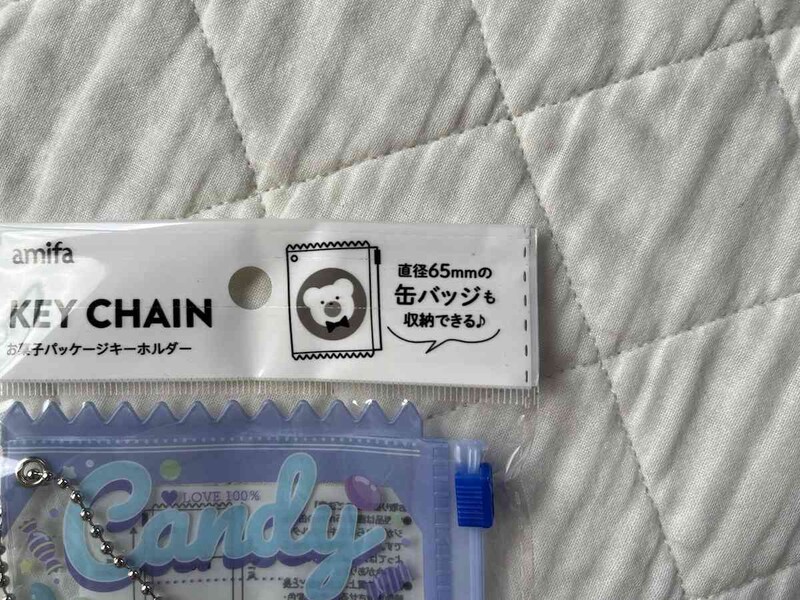 amifa
KEY CHAIN
お菓子パッケージキーホルダー
直径65mmの
缶バッジも
収納できる♪
LOVE 100%
Candy